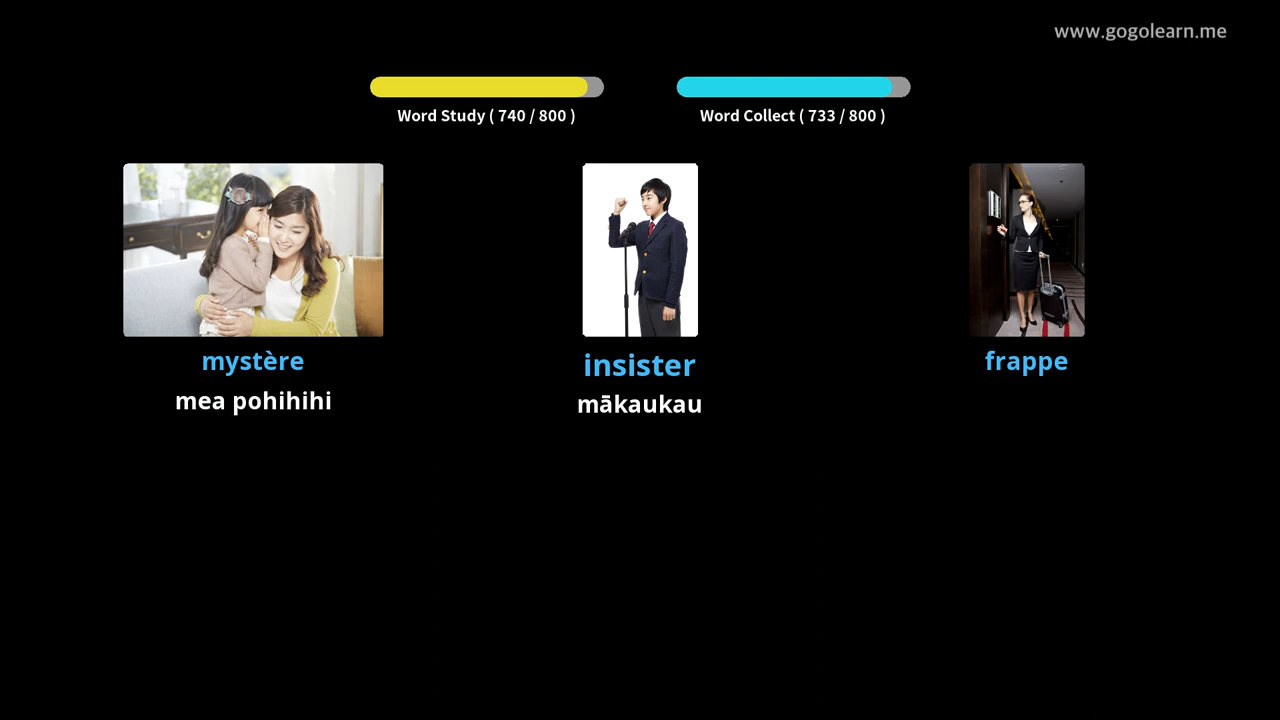 www.gogolearn.me
Word Study ( 740 / 800 )
Word Collect ( 733 / 800 )
mystère
insister
frappe
mea pohihihi
mākaukau